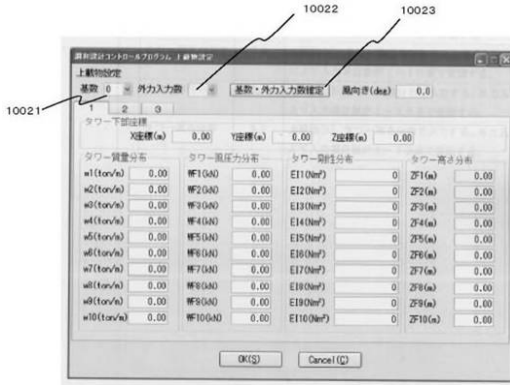 10022
10023
10021
制御設計コントロールプログラム 上載物設定
上載物設定
基数 0 外力入力数 基数・外力入力数確定 風向き(deg) 0.0
1 2 3
タワー下部座標
X座標(m) 0.00 Y座標(m) 0.00 Z座標(m) 0.00
タワー質量分布 タワー風圧力分布 タワー剛性分布 タワー高さ分布
w1(ton/m) 0.00 WF1(kN) 0.00 EI1(Nm²) 0 ZF1(m) 0.00
w2(ton/m) 0.00 WF2(kN) 0.00 EI2(Nm²) 0 ZF2(m) 0.00
w3(ton/m) 0.00 WF3(kN) 0.00 EI3(Nm²) 0 ZF3(m) 0.00
w4(ton/m) 0.00 WF4(kN) 0.00 EI4(Nm²) 0 ZF4(m) 0.00
w5(ton/m) 0.00 WF5(kN) 0.00 EI5(Nm²) 0 ZF5(m) 0.00
w6(ton/m) 0.00 WF6(kN) 0.00 EI6(Nm²) 0 ZF6(m) 0.00
w7(ton/m) 0.00 WF7(kN) 0.00 EI7(Nm²) 0 ZF7(m) 0.00
w8(ton/m) 0.00 WF8(kN) 0.00 EI8(Nm²) 0 ZF8(m) 0.00
w9(ton/m) 0.00 WF9(kN) 0.00 EI9(Nm²) 0 ZF9(m) 0.00
w10(ton/m) 0.00 WF10(kN) 0.00 EI10(Nm²) 0 ZF10(m) 0.00
OK(S) Cancel(C)